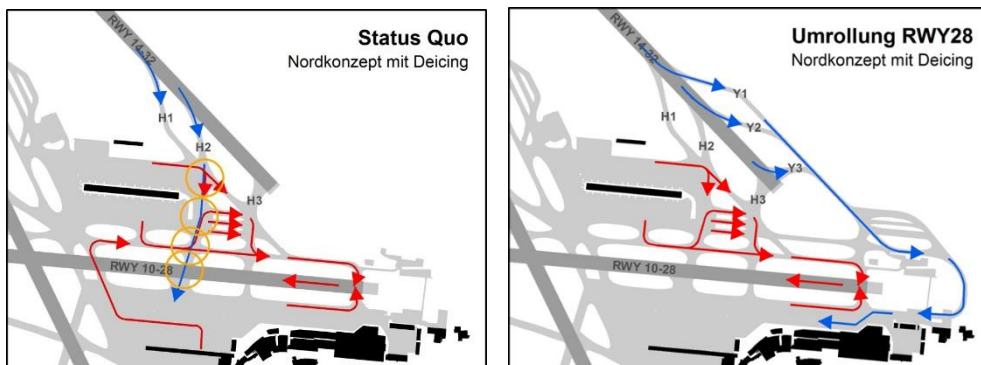 Status Quo
Nordkonzept mit Deicing
RWY 14-32
H1
H2
H3
RWY 10-28
Umrollung RWY28
Nordkonzept mit Deicing
RWY 14-32
Y1
H1
Y2
H2
Y3
H3
RWY 10-28